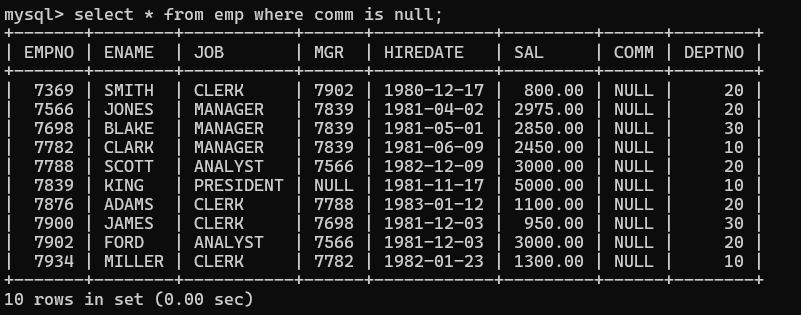 mysql> select * from emp where comm is null;
+-------+--------+-----------+------+------------+---------+------+--------+
| EMPNO | ENAME  | JOB       | MGR  | HIREDATE   | SAL     | COMM | DEPTNO |
+-------+--------+-----------+------+------------+---------+------+--------+
|  7369 | SMITH  | CLERK     | 7902 | 1980-12-17 |  800.00 | NULL |     20 |
|  7566 | JONES  | MANAGER   | 7839 | 1981-04-02 | 2975.00 | NULL |     20 |
|  7698 | BLAKE  | MANAGER   | 7839 | 1981-05-01 | 2850.00 | NULL |     30 |
|  7782 | CLARK  | MANAGER   | 7839 | 1981-06-09 | 2450.00 | NULL |     10 |
|  7788 | SCOTT  | ANALYST   | 7566 | 1982-12-09 | 3000.00 | NULL |     20 |
|  7839 | KING   | PRESIDENT | NULL | 1981-11-17 | 5000.00 | NULL |     10 |
|  7876 | ADAMS  | CLERK     | 7788 | 1983-01-12 | 1100.00 | NULL |     20 |
|  7900 | JAMES  | CLERK     | 7698 | 1981-12-03 |  950.00 | NULL |     30 |
|  7902 | FORD   | ANALYST   | 7566 | 1981-12-03 | 3000.00 | NULL |     20 |
|  7934 | MILLER | CLERK     | 7782 | 1982-01-23 | 1300.00 | NULL |     10 |
+-------+--------+-----------+------+------------+---------+------+--------+
10 rows in set (0.00 sec)